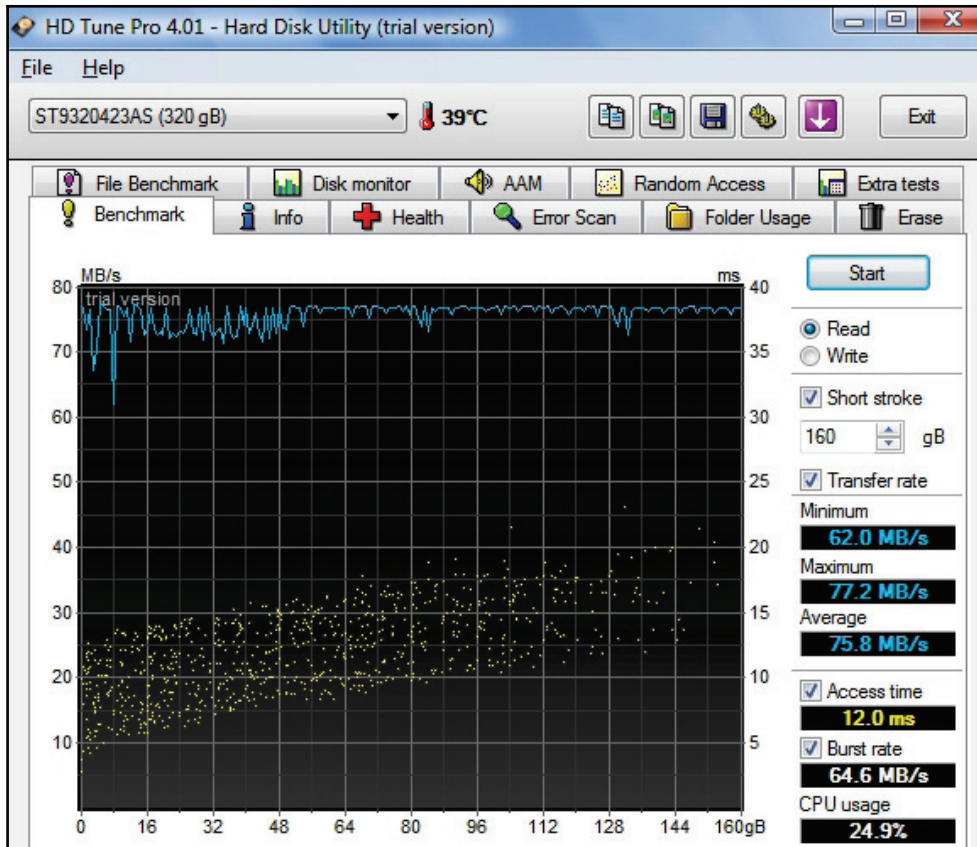 HD Tune Pro 4.01 - Hard Disk Utility (trial version)
File Help
ST9320423AS (320 gB) 39°C Exit
File Benchmark Disk monitor AAM Random Access Extra tests
Benchmark Info Health Error Scan Folder Usage Erase
MB/s ms
80 40
trial version
70 35
60 30
50 25
40 20
30 15
20 10
10 5
0 16 32 48 64 80 96 112 128 144 160gB
Start
Read
Write
Short stroke
160 gB
Transfer rate
Minimum
62.0 MB/s
Maximum
77.2 MB/s
Average
75.8 MB/s
Access time
12.0 ms
Burst rate
64.6 MB/s
CPU usage
24.9%